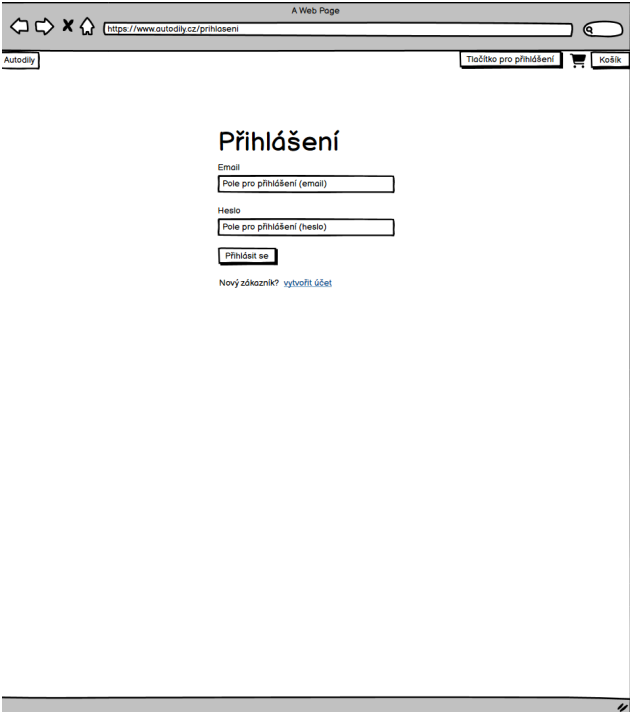 A Web Page
https://www.autodily.cz/prihlaseni
Autodily
Tlačítko pro přihlášení
Košík
Přihlášení
Email
Pole pro přihlášení (email)
Heslo
Pole pro přihlášení (heslo)
Přihlásit se
Nový zákazník? vytvořit účet